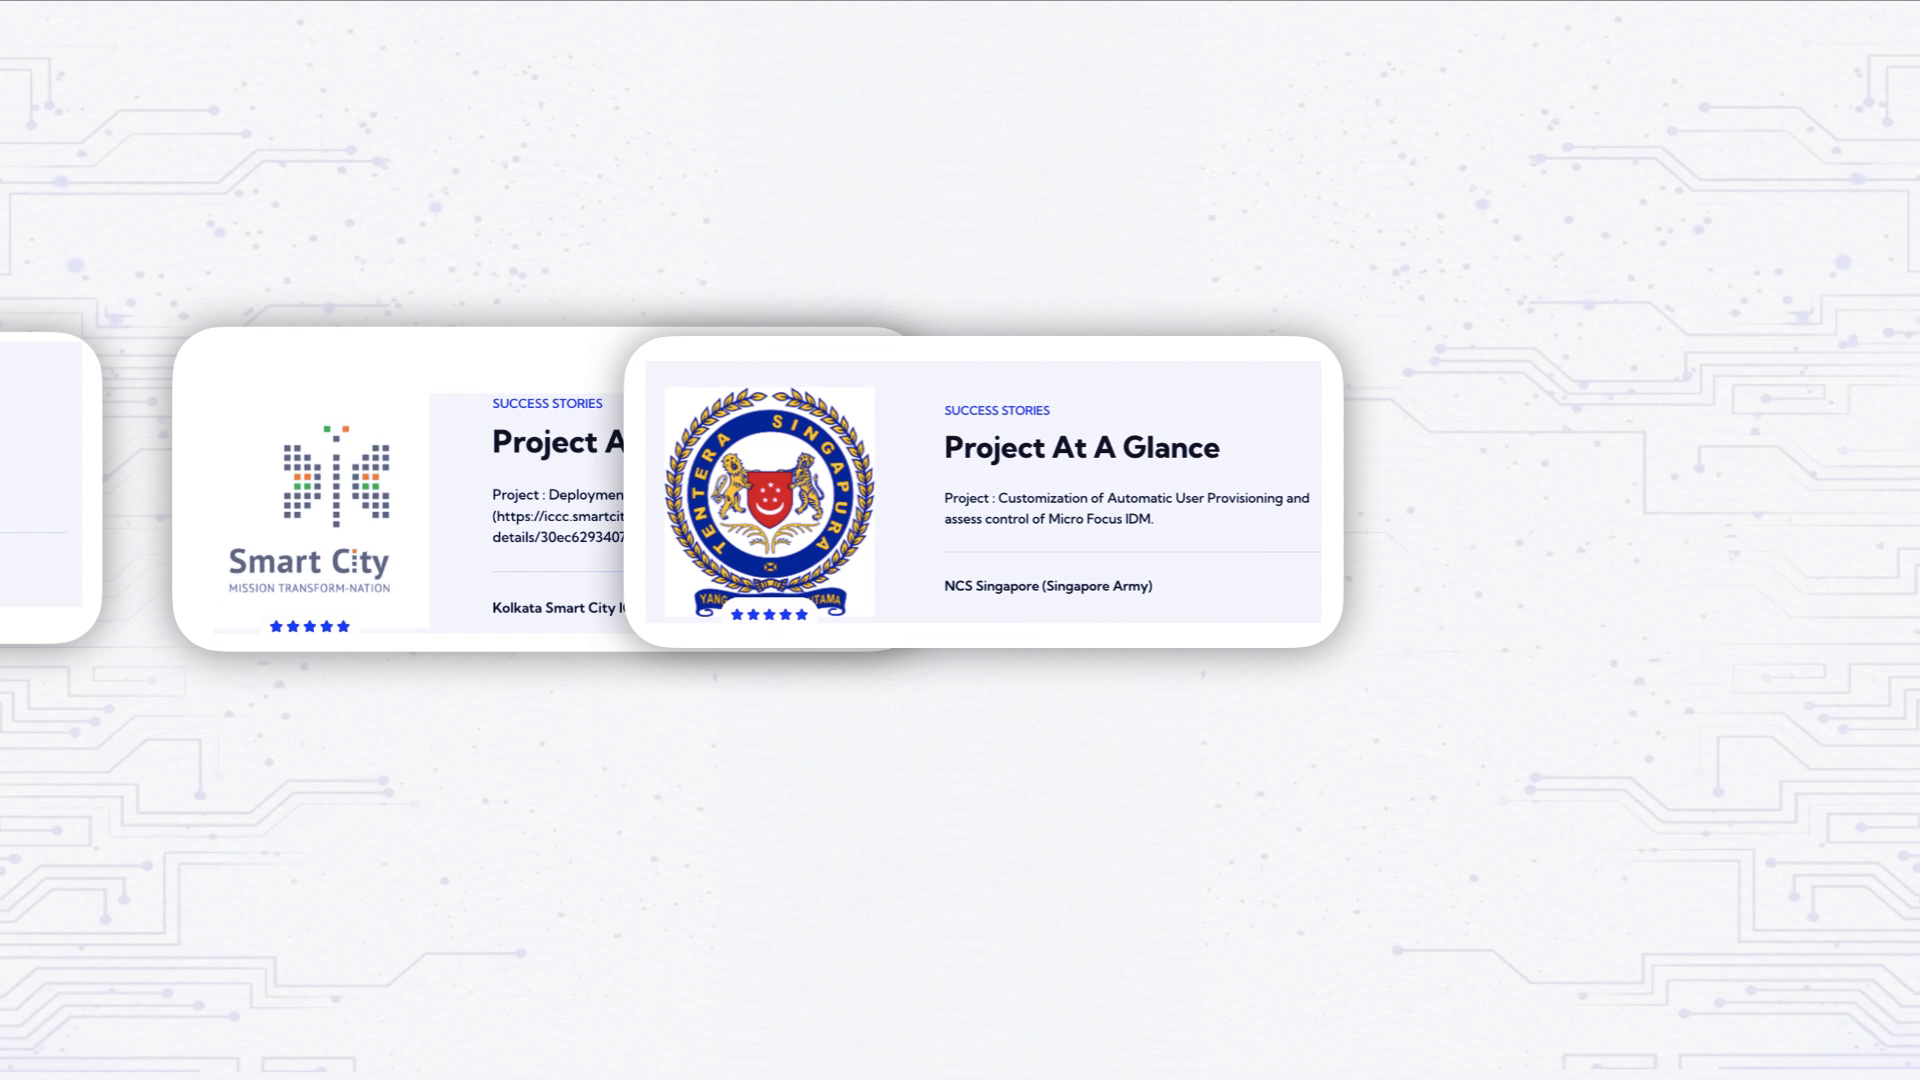 SUCCESS STORIES
Project A
Project : Deploymen
(https://iccc.smartcit
details/30ec6293407
Kolkata Smart City I
Smart City
MISSION TRANSFORM-NATION
TENTERA SINGAPURA
YANG
TAMA
SUCCESS STORIES
Project At A Glance
Project : Customization of Automatic User Provisioning and
assess control of Micro Focus IDM.
NCS Singapore (Singapore Army)